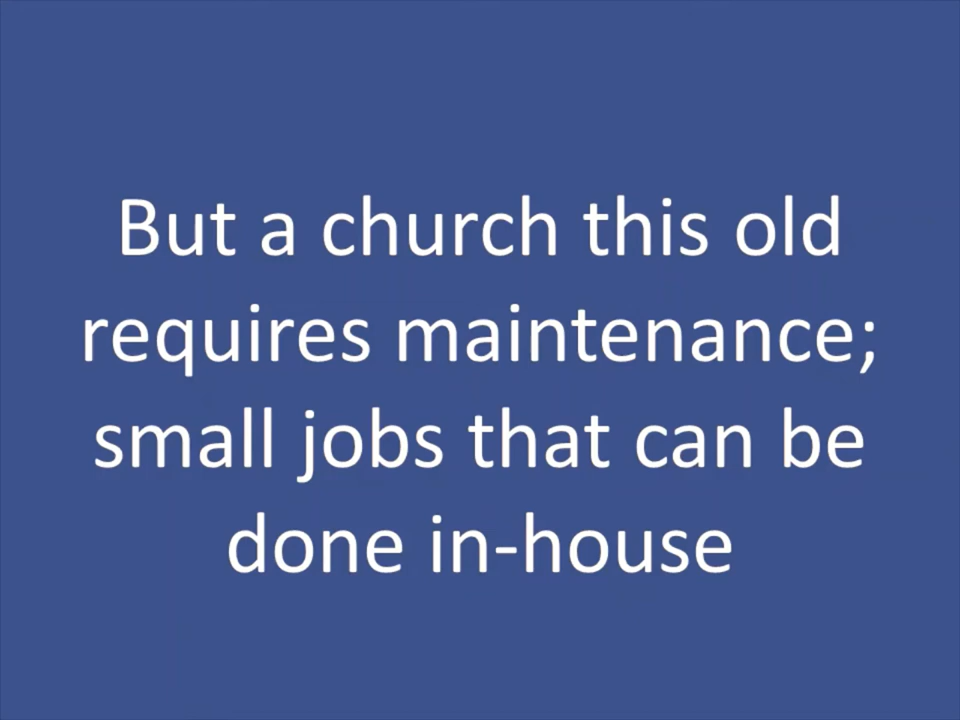 But a church this old
requires maintenance;
small jobs that can be
done in-house